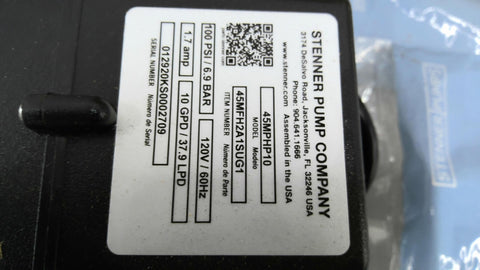 STENNER PUMP COMPANY
3174 DeSalvo Road, Jacksonville, FL 32246 USA
Phone: 904.641.1666
www.stenner.com Assembled in the USA
45MPHP10
MODEL Modelo
45MFH2A1SUG1
ITEM NUMBER Número de Parte
100 PSI / 6.9 BAR
120V / 60Hz
1.7 amp
10 GPD / 37.9 LPD
012920KS0002709
SERIAL NUMBER Número de Serial